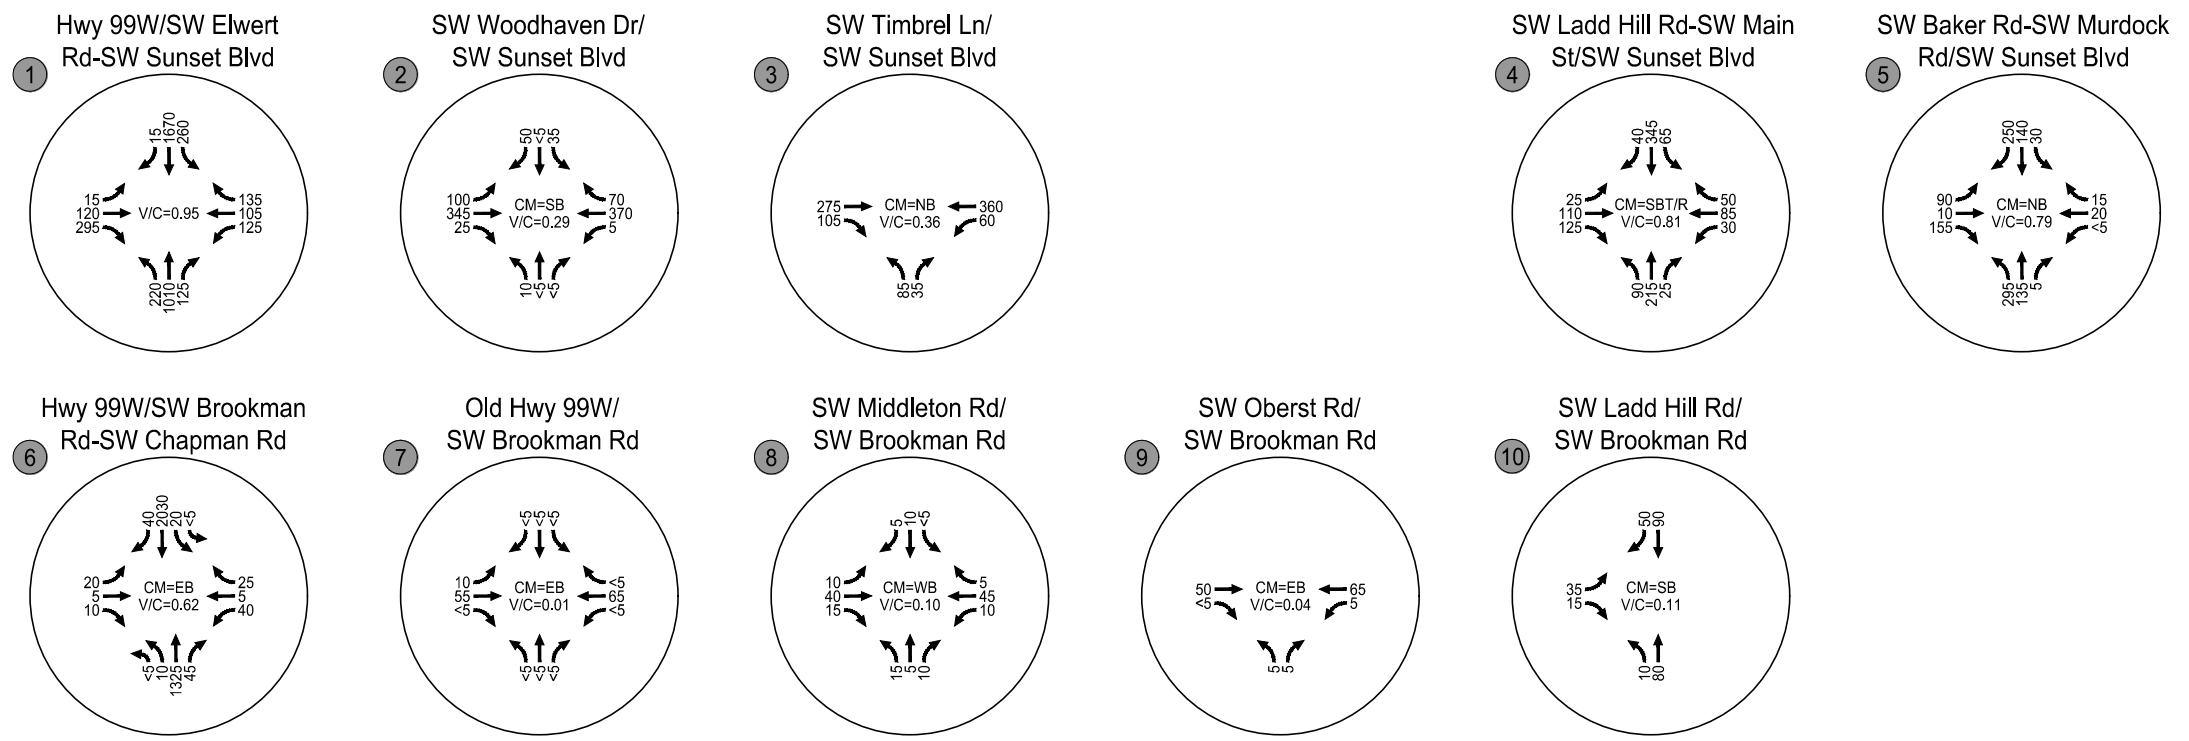 Hwy 99W/SW Elwert
Rd-SW Sunset Blvd
1
15 1670 260
15
120
295
V/C=0.95
135
105
125
220 1010 125
SW Woodhaven Dr/
SW Sunset Blvd
2
50 <5 35
100
345
25
CM=SB
V/C=0.29
70
370
5
10 <5 <5
SW Timbrel Ln/
SW Sunset Blvd
3
275
105
CM=NB
V/C=0.36
360
60
85 35
SW Ladd Hill Rd-SW Main
St/SW Sunset Blvd
4
40 345 65
25
110
125
CM=SBT/R
V/C=0.81
50
85
30
90 215 25
SW Baker Rd-SW Murdock
Rd/SW Sunset Blvd
5
250 140 30
90
10
155
CM=NB
V/C=0.79
15
20
<5
295 135 5
Hwy 99W/SW Brookman
Rd-SW Chapman Rd
6
40 2030 20 <5
20
5
10
CM=EB
V/C=0.62
25
5
40
<5 10 1325 45
Old Hwy 99W/
SW Brookman Rd
7
<5 <5 <5
10
55
<5
CM=EB
V/C=0.01
<5
65
<5
<5 <5 <5
SW Middleton Rd/
SW Brookman Rd
8
5 10 <5
10
40
15
CM=WB
V/C=0.10
5
45
10
15 5 10
SW Oberst Rd/
SW Brookman Rd
9
50
<5
CM=EB
V/C=0.04
65
5
5 5
SW Ladd Hill Rd/
SW Brookman Rd
10
50 90
35
15
CM=SB
V/C=0.11
10 80